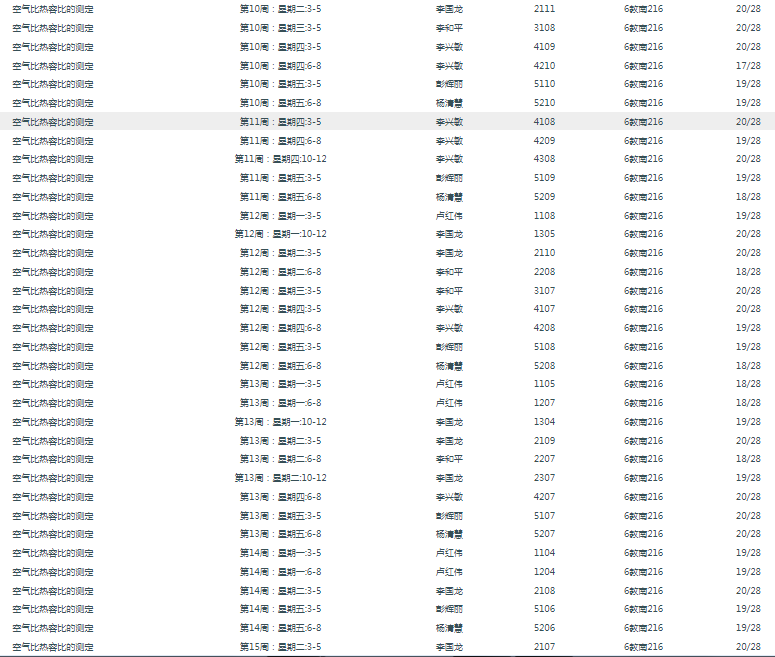 空气比热容比的测定 第10周：星期二:3-5 李国龙 2111 6教南216 20/28
空气比热容比的测定 第10周：星期三:3-5 李和平 3108 6教南216 20/28
空气比热容比的测定 第10周：星期四:3-5 李兴敏 4109 6教南216 20/28
空气比热容比的测定 第10周：星期四:6-8 李兴敏 4210 6教南216 17/28
空气比热容比的测定 第10周：星期五:3-5 彭辉丽 5110 6教南216 19/28
空气比热容比的测定 第10周：星期五:6-8 杨清慧 5210 6教南216 19/28
空气比热容比的测定 第11周：星期四:3-5 李兴敏 4108 6教南216 20/28
空气比热容比的测定 第11周：星期四:6-8 李兴敏 4209 6教南216 19/28
空气比热容比的测定 第11周：星期四:10-12 李兴敏 4308 6教南216 20/28
空气比热容比的测定 第11周：星期五:3-5 彭辉丽 5109 6教南216 19/28
空气比热容比的测定 第11周：星期五:6-8 杨清慧 5209 6教南216 18/28
空气比热容比的测定 第12周：星期一:3-5 卢红伟 1108 6教南216 19/28
空气比热容比的测定 第12周：星期一:10-12 李国龙 1305 6教南216 20/28
空气比热容比的测定 第12周：星期二:3-5 李国龙 2110 6教南216 20/28
空气比热容比的测定 第12周：星期二:6-8 李和平 2208 6教南216 18/28
空气比热容比的测定 第12周：星期三:3-5 李和平 3107 6教南216 20/28
空气比热容比的测定 第12周：星期四:3-5 李兴敏 4107 6教南216 20/28
空气比热容比的测定 第12周：星期四:6-8 李兴敏 4208 6教南216 19/28
空气比热容比的测定 第12周：星期五:3-5 彭辉丽 5108 6教南216 19/28
空气比热容比的测定 第12周：星期五:6-8 杨清慧 5208 6教南216 18/28
空气比热容比的测定 第13周：星期一:3-5 卢红伟 1105 6教南216 18/28
空气比热容比的测定 第13周：星期一:6-8 卢红伟 1207 6教南216 18/28
空气比热容比的测定 第13周：星期一:10-12 李国龙 1304 6教南216 19/28
空气比热容比的测定 第13周：星期二:3-5 李国龙 2109 6教南216 20/28
空气比热容比的测定 第13周：星期二:6-8 李和平 2207 6教南216 18/28
空气比热容比的测定 第13周：星期二:10-12 李国龙 2307 6教南216 19/28
空气比热容比的测定 第13周：星期四:6-8 李兴敏 4207 6教南216 20/28
空气比热容比的测定 第13周：星期五:3-5 彭辉丽 5107 6教南216 20/28
空气比热容比的测定 第13周：星期五:6-8 杨清慧 5207 6教南216 20/28
空气比热容比的测定 第14周：星期一:3-5 卢红伟 1104 6教南216 19/28
空气比热容比的测定 第14周：星期一:6-8 卢红伟 1204 6教南216 19/28
空气比热容比的测定 第14周：星期二:3-5 李国龙 2108 6教南216 20/28
空气比热容比的测定 第14周：星期五:3-5 彭辉丽 5106 6教南216 19/28
空气比热容比的测定 第14周：星期五:6-8 杨清慧 5206 6教南216 19/28
空气比热容比的测定 第15周：星期二:3-5 李国龙 2107 6教南216 20/28